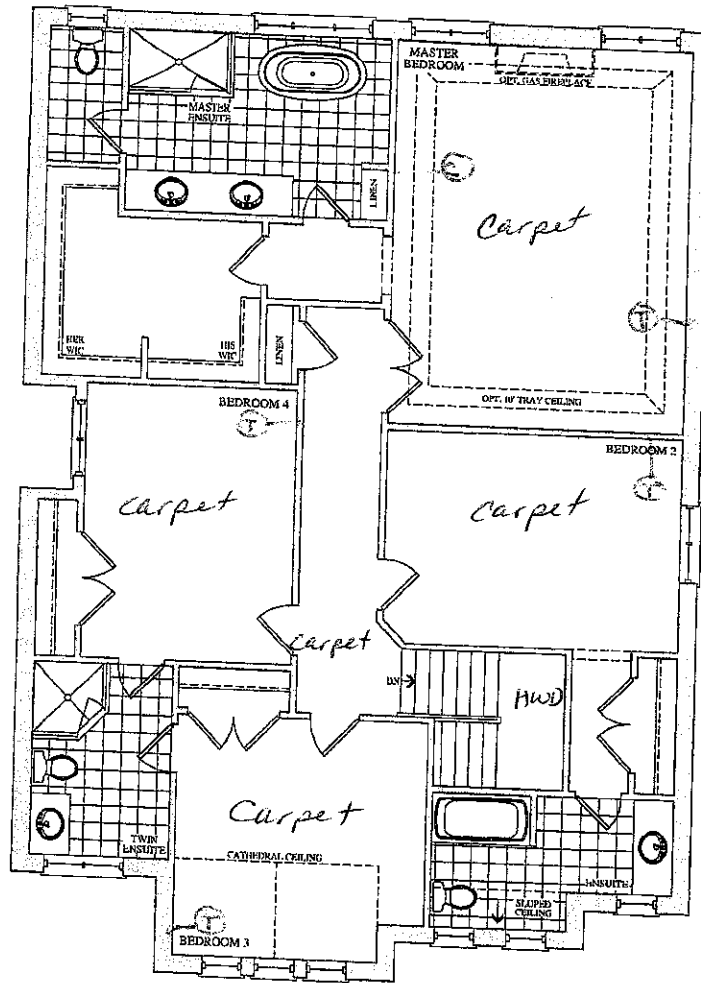 MASTER
BEDROOM
OPT. GAS FIREPLACE
MASTER
ENSUITE
LINEN
T
Carpet
T
HER
WIC
HIS
WIC
LINEN
OPT. 10' TRAY CEILING
BEDROOM 4
T
BEDROOM 2
T
Carpet
Carpet
Carpet
DN
HWD
Carpet
CATHEDRAL CEILING
TWIN
ENSUITE
ENSUITE
SLOPED
CEILING
T
BEDROOM 3